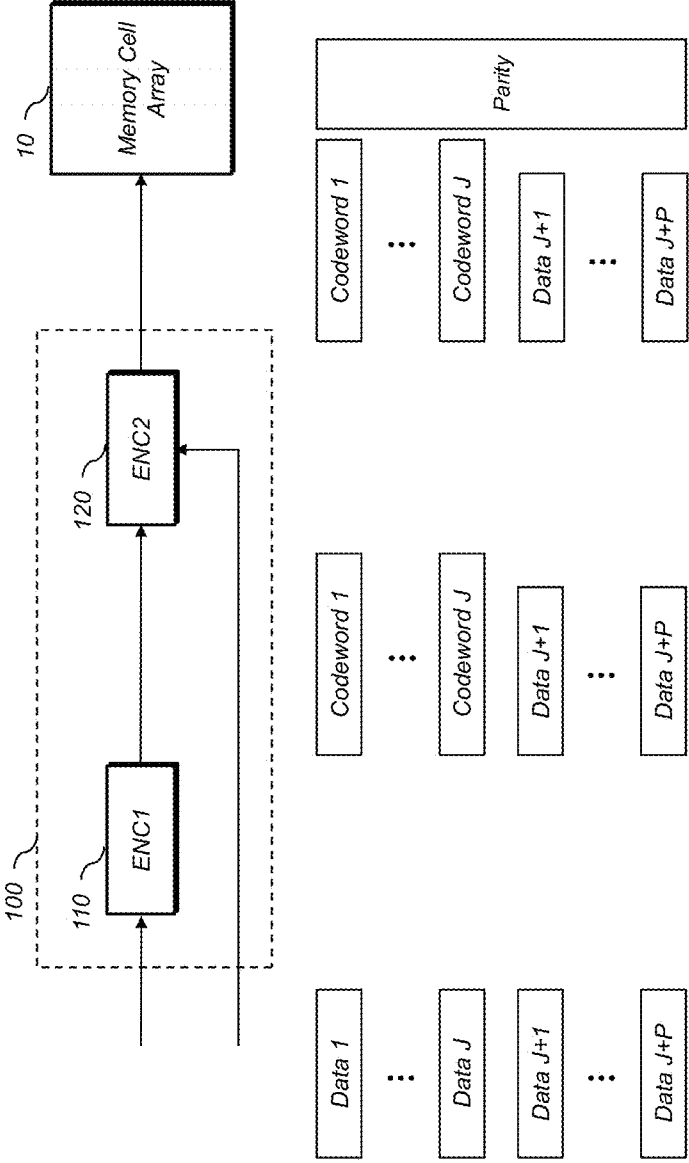 100
110
ENC1
120
ENC2
10
Memory Cell
Array
Data 1
Codeword 1
Codeword 1
Parity
Data J
Codeword J
Codeword J
Data J+1
Data J+1
Data J+1
Data J+P
Data J+P
Data J+P